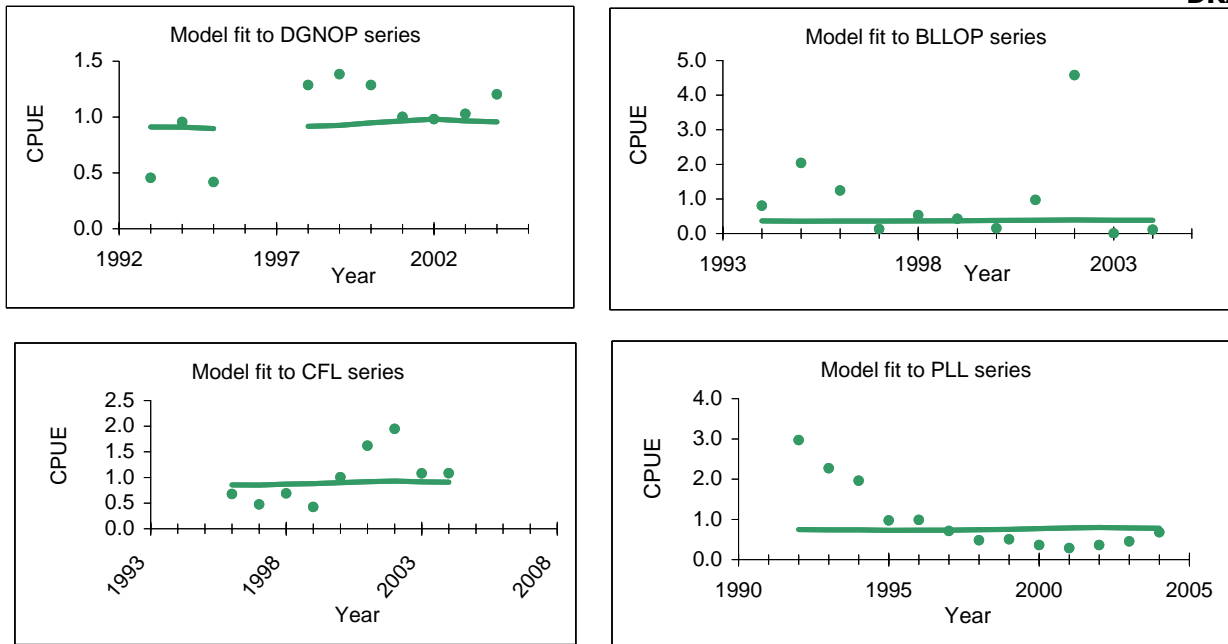 Model fit to DGNOP series
1.5
1.0
0.5
0.0
CPUE
1992
1997
2002
Year
Model fit to BLLOP series
5.0
4.0
3.0
2.0
1.0
0.0
CPUE
1993
1998
2003
Year
Model fit to CFL series
2.5
2.0
1.5
1.0
0.5
0.0
CPUE
1993
1998
2003
2008
Year
Model fit to PLL series
4.0
3.0
2.0
1.0
0.0
CPUE
1990
1995
2000
2005
Year